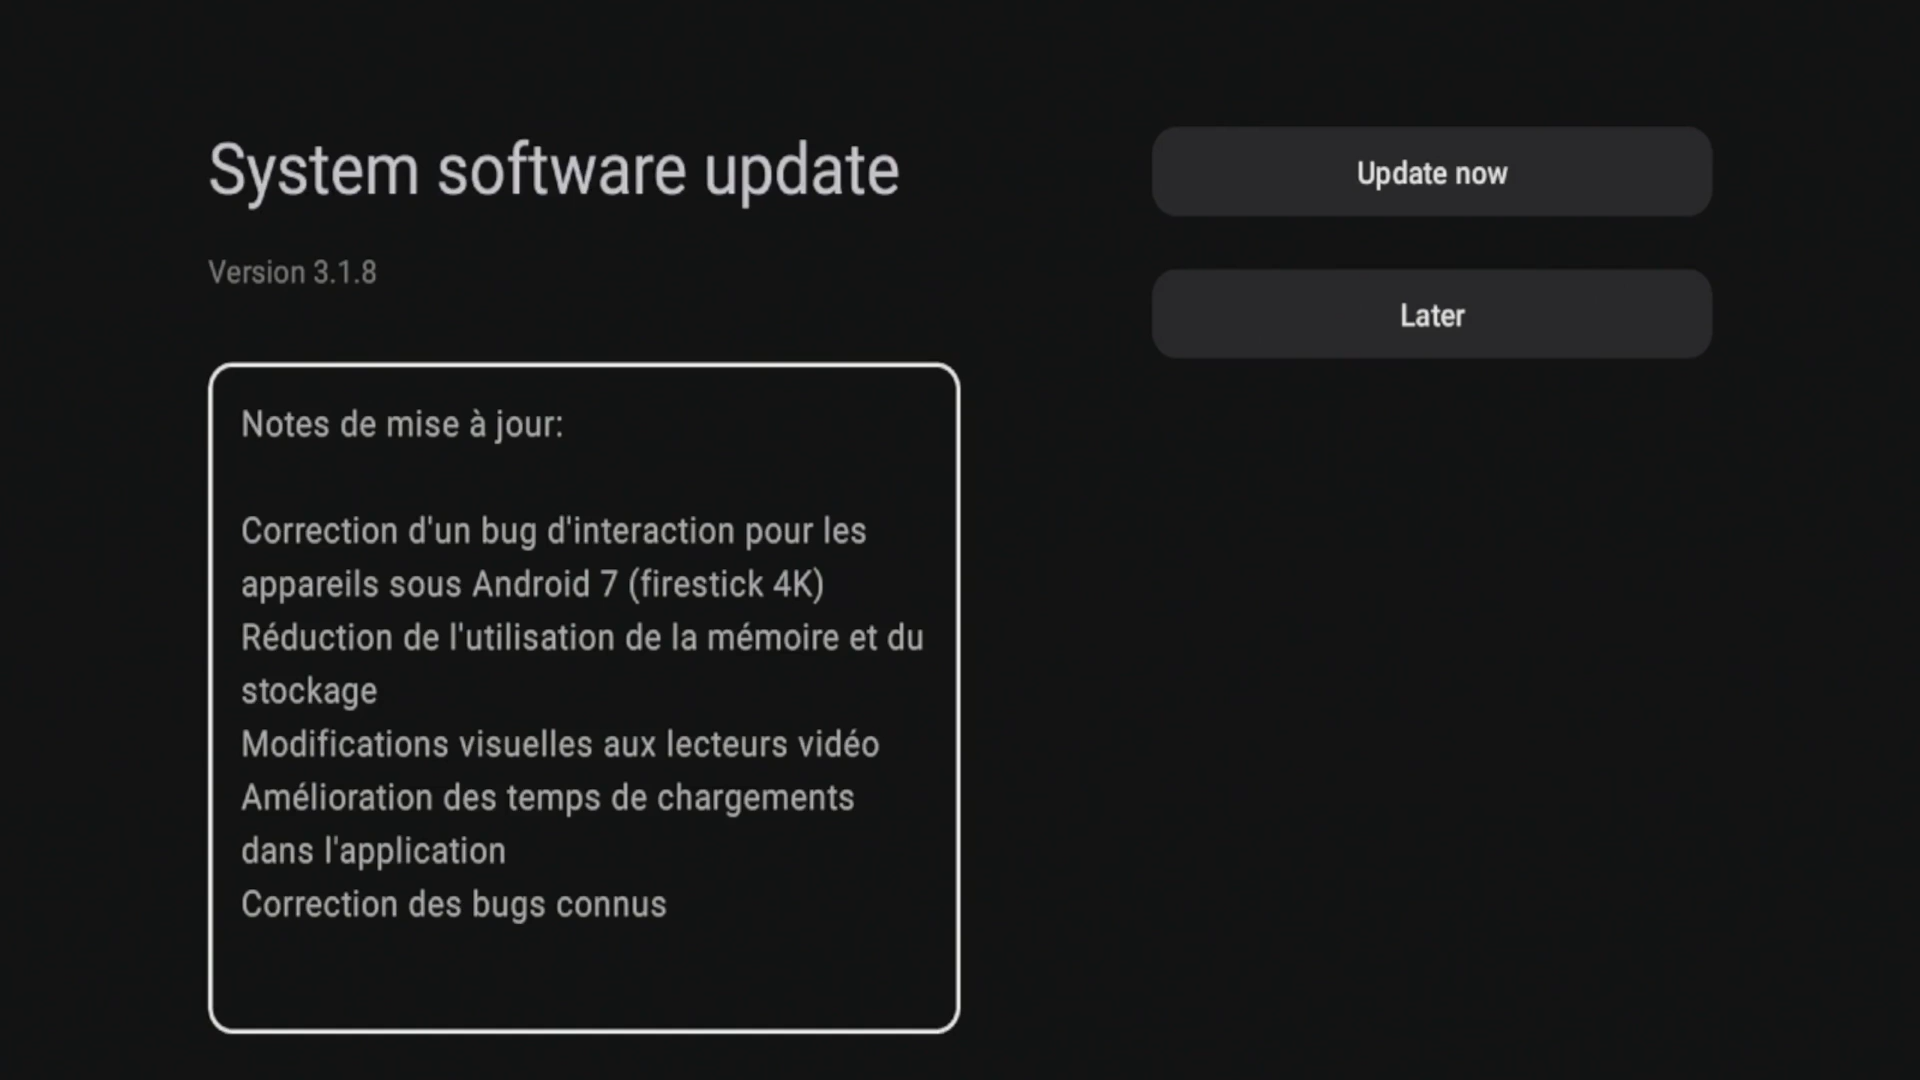 System software update
Version 3.1.8
Update now
Later
Notes de mise à jour:
Correction d'un bug d'interaction pour les
appareils sous Android 7 (firestick 4K)
Réduction de l'utilisation de la mémoire et du
stockage
Modifications visuelles aux lecteurs vidéo
Amélioration des temps de chargements
dans l'application
Correction des bugs connus